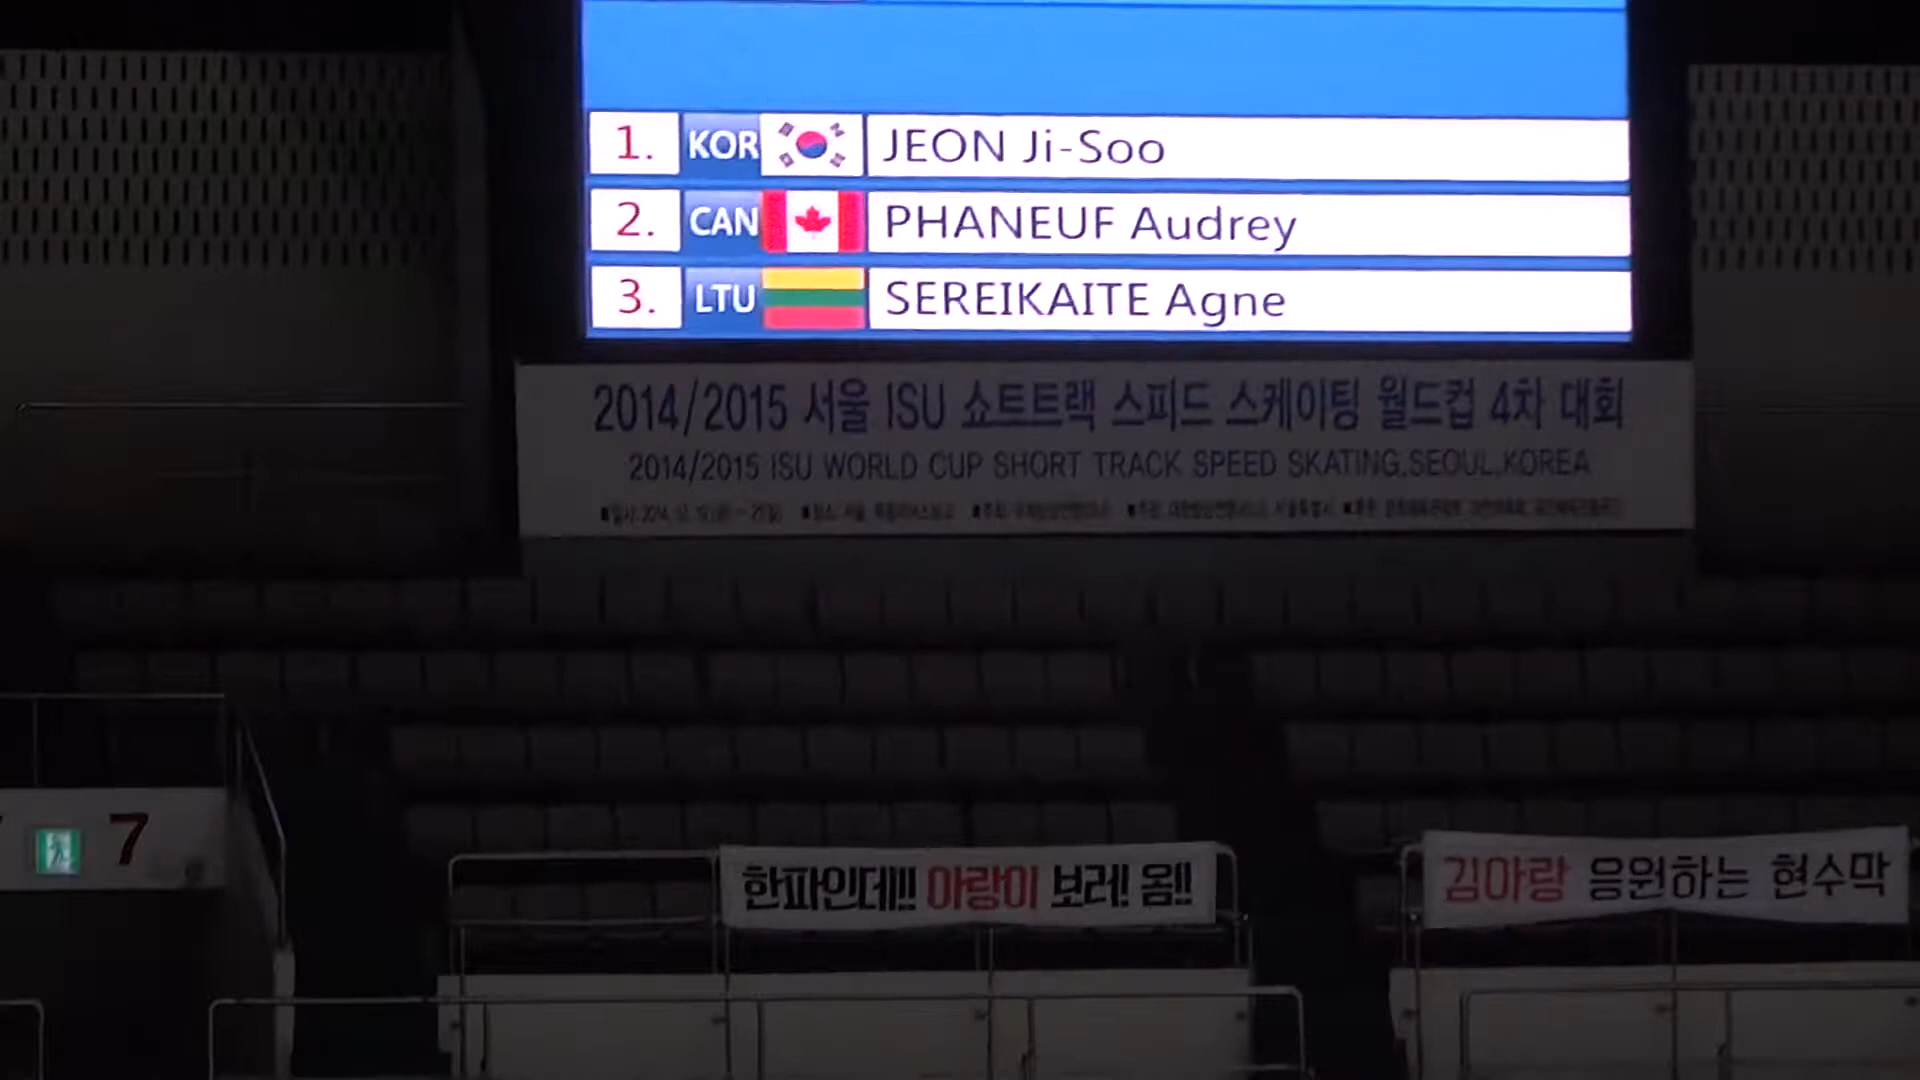 1. KOR JEON Ji-Soo
2. CAN PHANEUF Audrey
3. LTU SEREIKAITE Agne
2014/2015 서울 ISU 쇼트트랙 스피드 스케이팅 월드컵 4차 대회
2014/2015 ISU WORLD CUP SHORT TRACK SPEED SKATING,SEOUL,KOREA
7
한파인데!!! 아랑이 보레! 옴!!
김아랑 응원하는 현수막